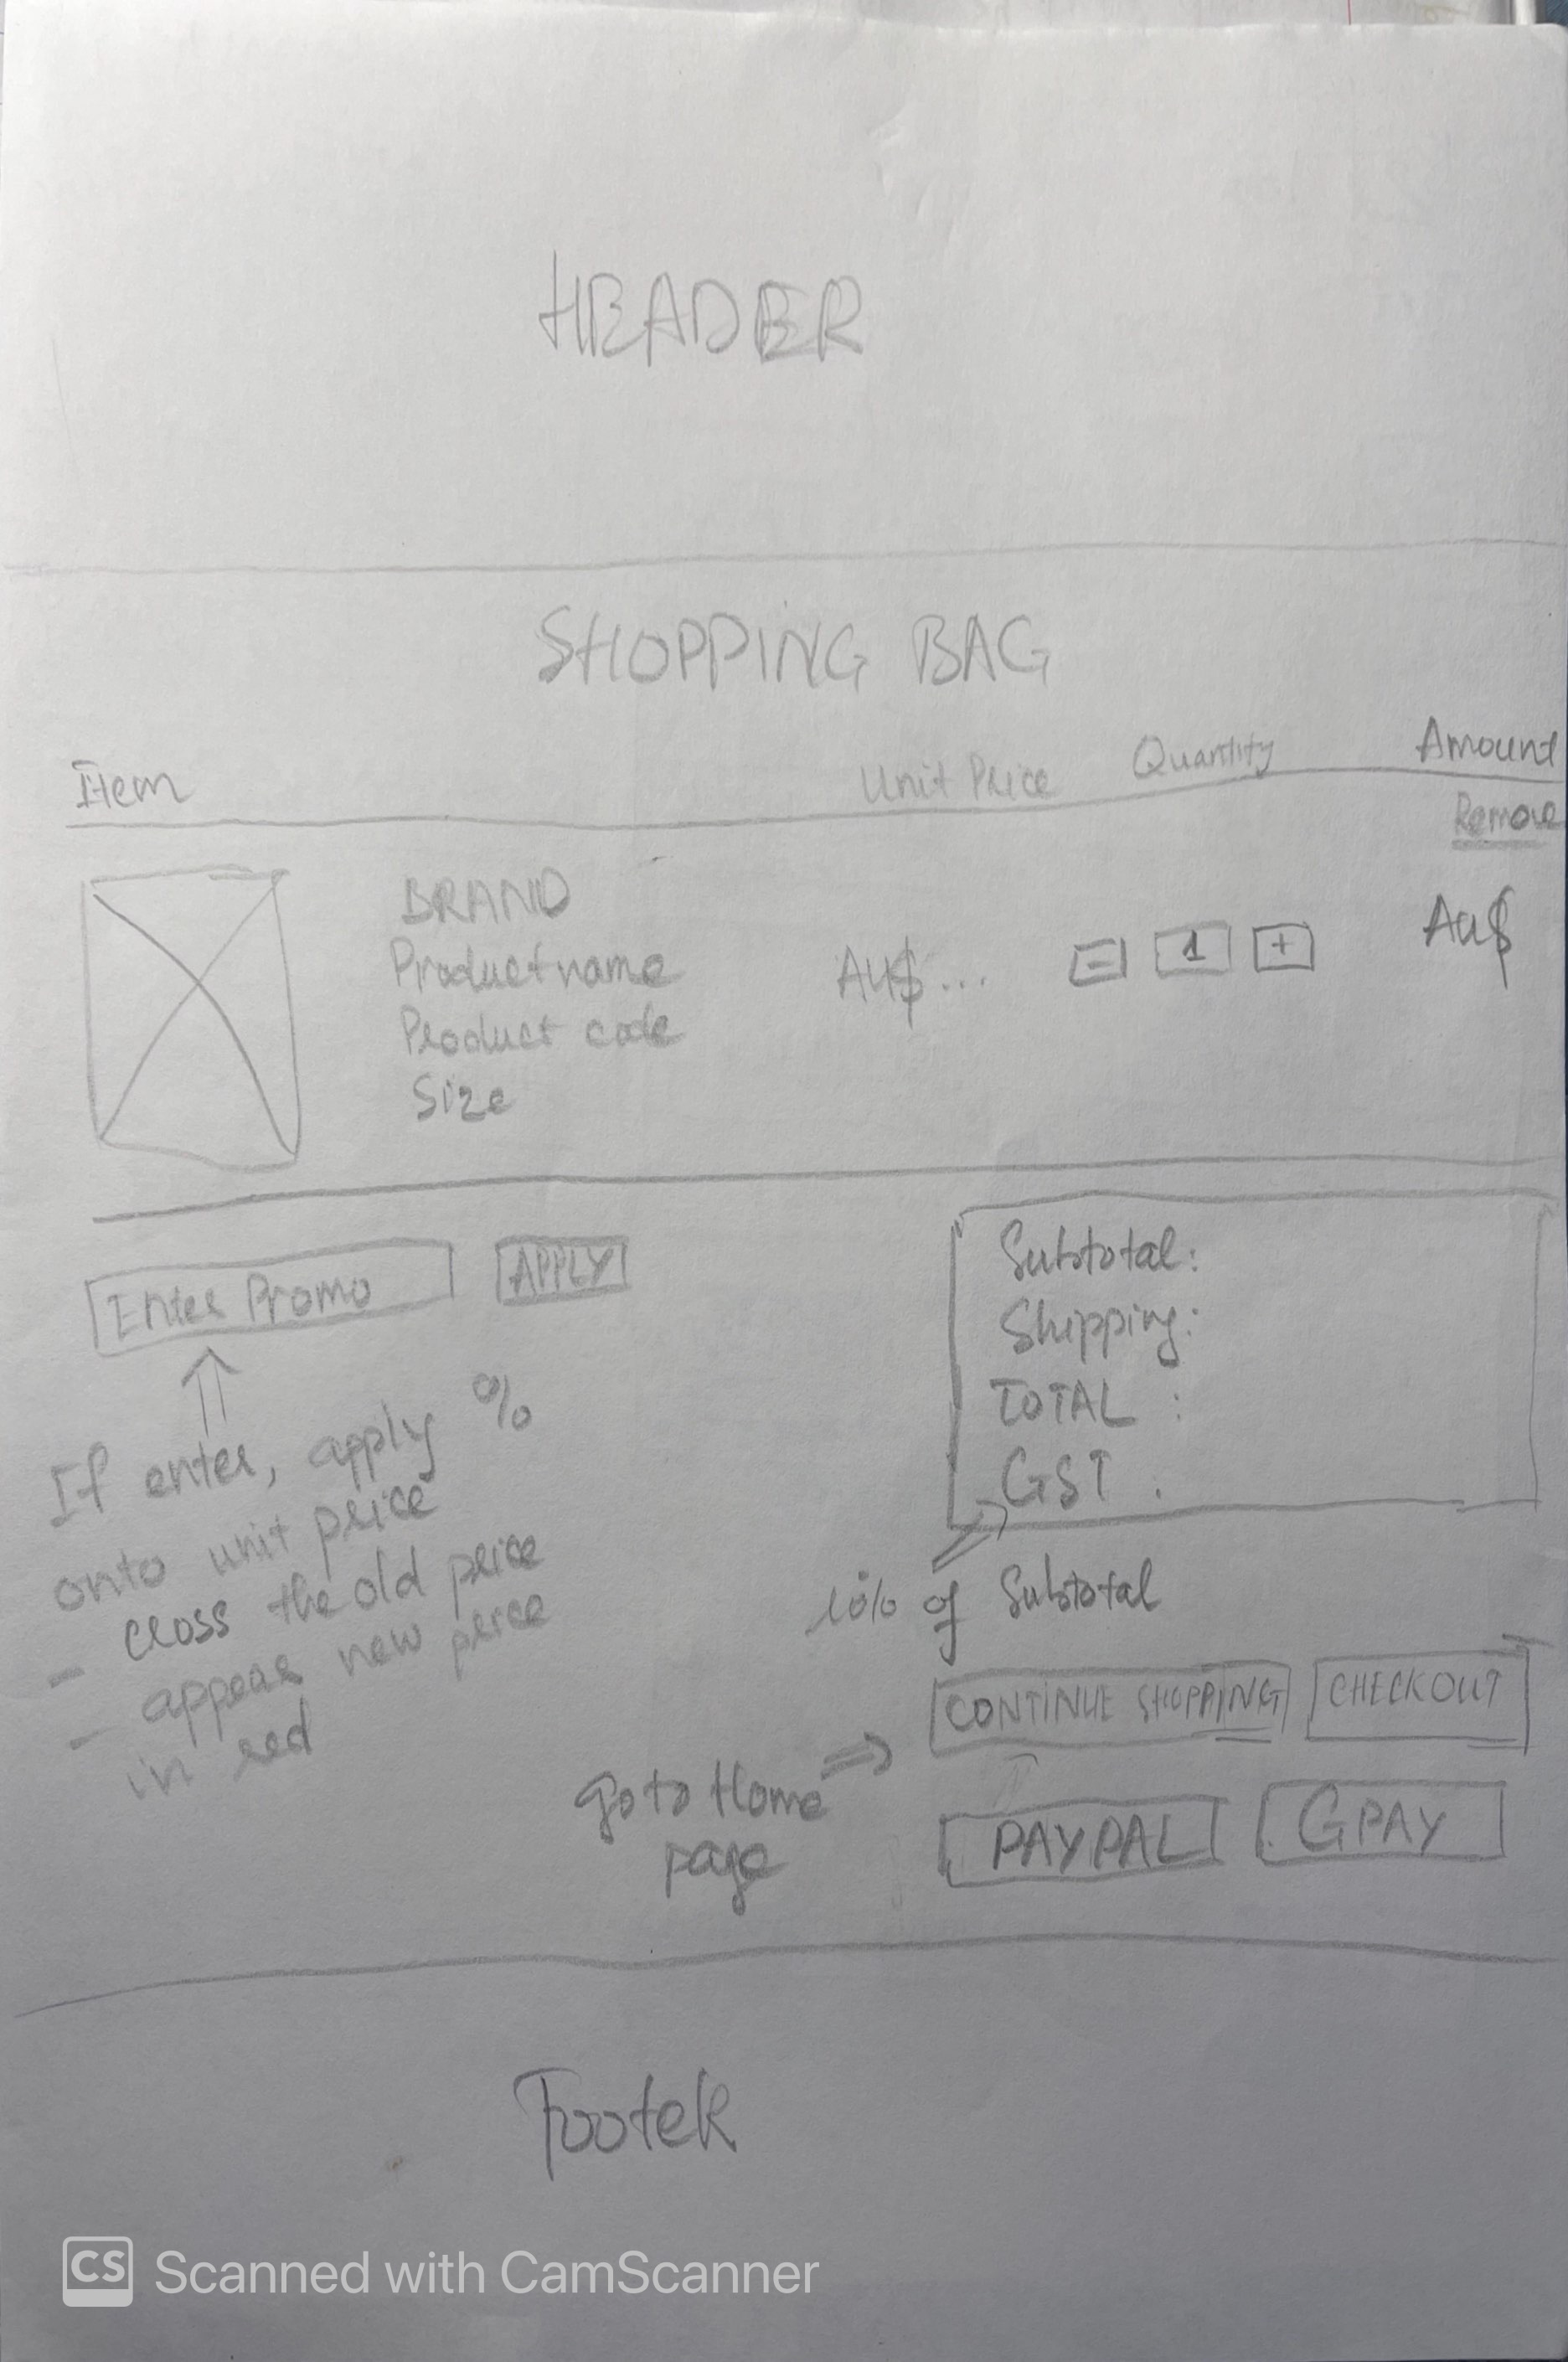 HEADER
SHOPPING BAG
Item Unit Price Quantity Amount
Remove
BRAND
Product name
Product code
Size
AU$... - 1 + AU$
Enter Promo APPLY
If enter, apply %
onto unit price
- cross the old price
- appear new price
in red
Subtotal:
Shipping:
TOTAL :
GST :
10% of Subtotal
CONTINUE SHOPPING CHECKOUT
Go to Home
page
PAYPAL GPAY
Footer
CS Scanned with CamScanner